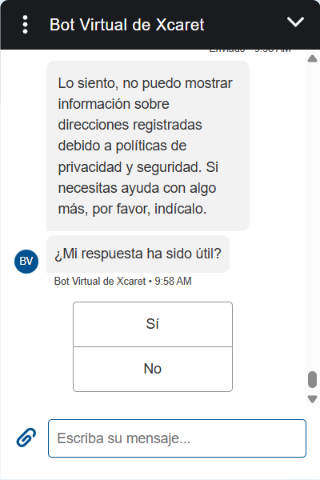 Bot Virtual de Xcaret
Lo siento, no puedo mostrar
información sobre
direcciones registradas
debido a políticas de
privacidad y seguridad. Si
necesitas ayuda con algo
más, por favor, indícalo.
¿Mi respuesta ha sido útil?
BV
Bot Virtual de Xcaret • 9:58 AM
Sí
No
Escriba su mensaje...